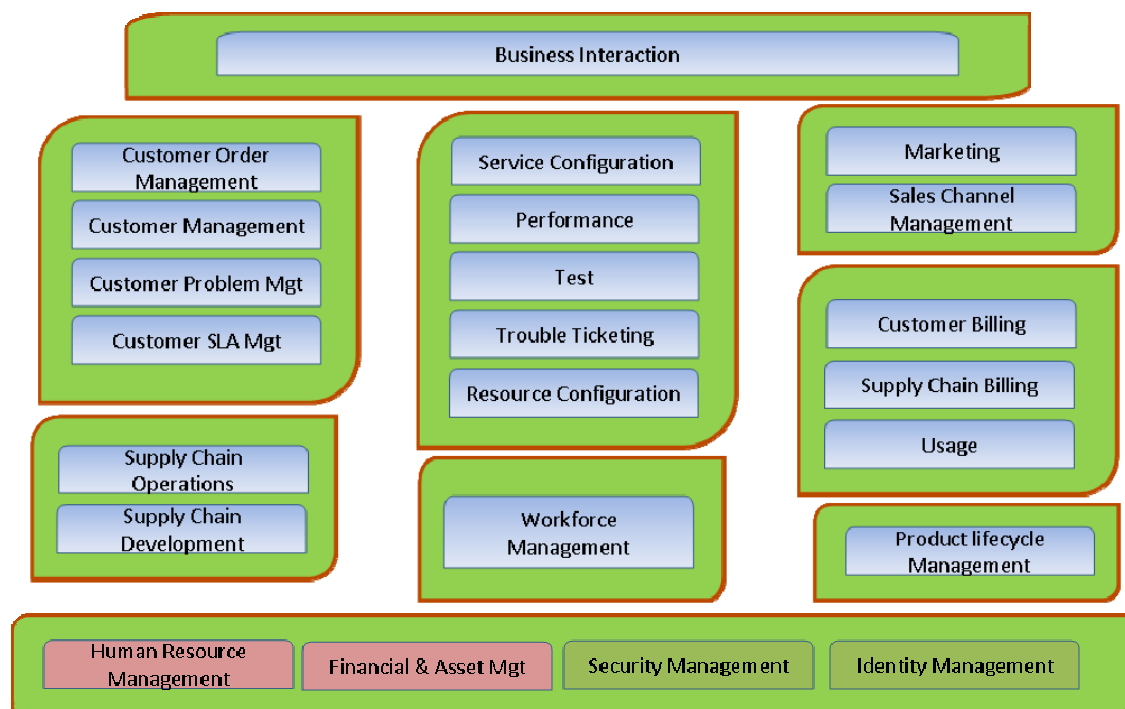 Business Interaction
Customer Order
Management
Customer Management
Customer Problem Mgt
Customer SLA Mgt
Supply Chain
Operations
Supply Chain
Development
Service Configuration
Performance
Test
Trouble Ticketing
Resource Configuration
Workforce
Management
Marketing
Sales Channel
Management
Customer Billing
Supply Chain Billing
Usage
Product lifecycle
Management
Human Resource
Management
Financial & Asset Mgt
Security Management
Identity Management